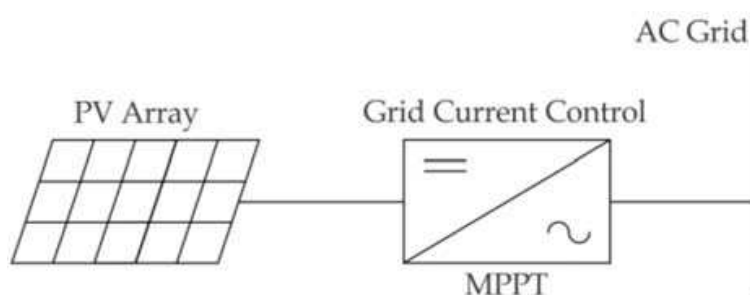 AC Grid
PV Array
Grid Current Control
MPPT